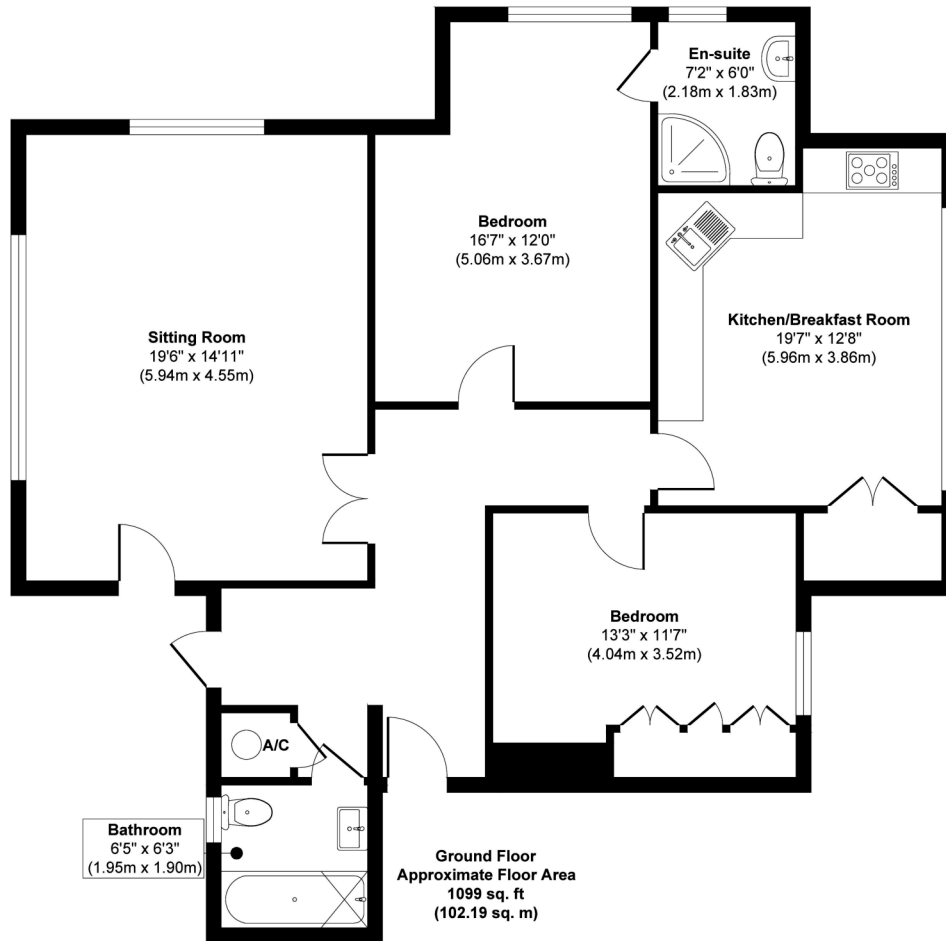 En-suite
7'2" x 6'0"
(2.18m x 1.83m)
Bedroom
16'7" x 12'0"
(5.06m x 3.67m)
Kitchen/Breakfast Room
19'7" x 12'8"
(5.96m x 3.86m)
Sitting Room
19'6" x 14'11"
(5.94m x 4.55m)
Bedroom
13'3" x 11'7"
(4.04m x 3.52m)
A/C
Bathroom
6'5" x 6'3"
(1.95m x 1.90m)
Ground Floor
Approximate Floor Area
1099 sq. ft
(102.19 sq. m)